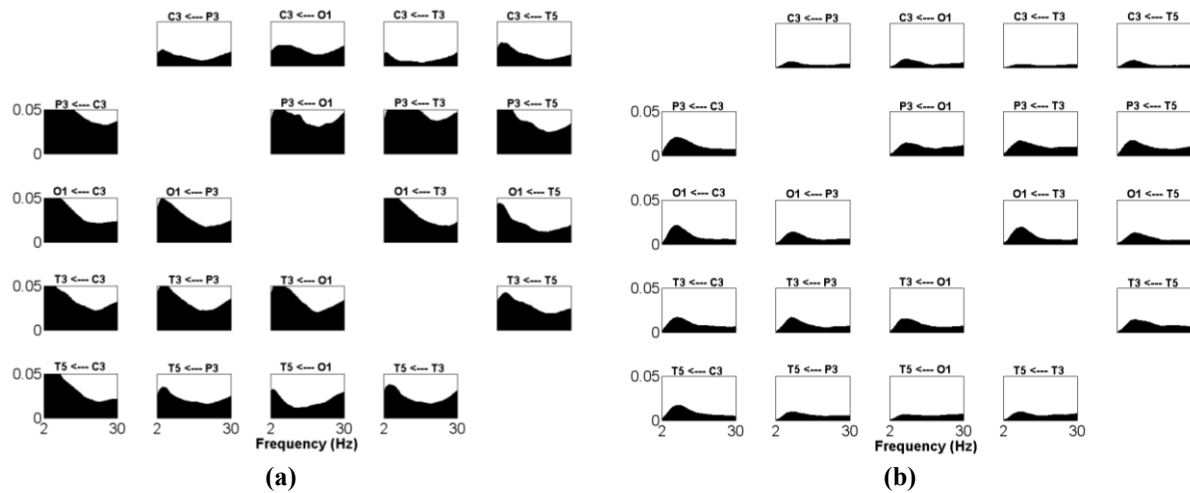 C3 <--- P3 C3 <--- O1 C3 <--- T3 C3 <--- T5
0.05 P3 <--- C3 P3 <--- O1 P3 <--- T3 P3 <--- T5
0
O1 <--- C3 O1 <--- P3 O1 <--- T3 O1 <--- T5
0.05
0
T3 <--- C3 T3 <--- P3 T3 <--- O1 T3 <--- T5
0.05
0
T5 <--- C3 T5 <--- P3 T5 <--- O1 T5 <--- T3
0.05
0
2 30 2 30 2 30 2 30
Frequency (Hz)
(a)
C3 <--- P3 C3 <--- O1 C3 <--- T3 C3 <--- T5
0.05 P3 <--- C3 P3 <--- O1 P3 <--- T3 P3 <--- T5
0
O1 <--- C3 O1 <--- P3 O1 <--- T3 O1 <--- T5
0.05
0
T3 <--- C3 T3 <--- P3 T3 <--- O1 T3 <--- T5
0.05
0
T5 <--- C3 T5 <--- P3 T5 <--- O1 T5 <--- T3
0.05
0
2 30 2 30 2 30 2 30
Frequency (Hz)
(b)